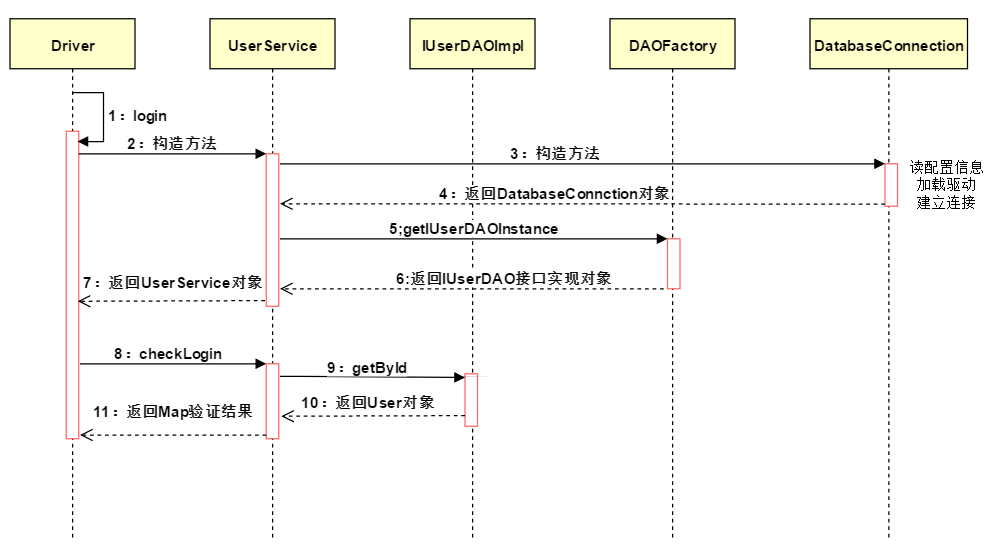 Driver
UserService
IUserDAOImpl
DAOFactory
DatabaseConnection
1：login
2：构造方法
3：构造方法
读配置信息
加载驱动
建立连接
4：返回DatabaseConnction对象
5;getIUserDAOInstance
6:返回IUserDAO接口实现对象
7：返回UserService对象
8：checkLogin
9：getById
10：返回User对象
11：返回Map验证结果